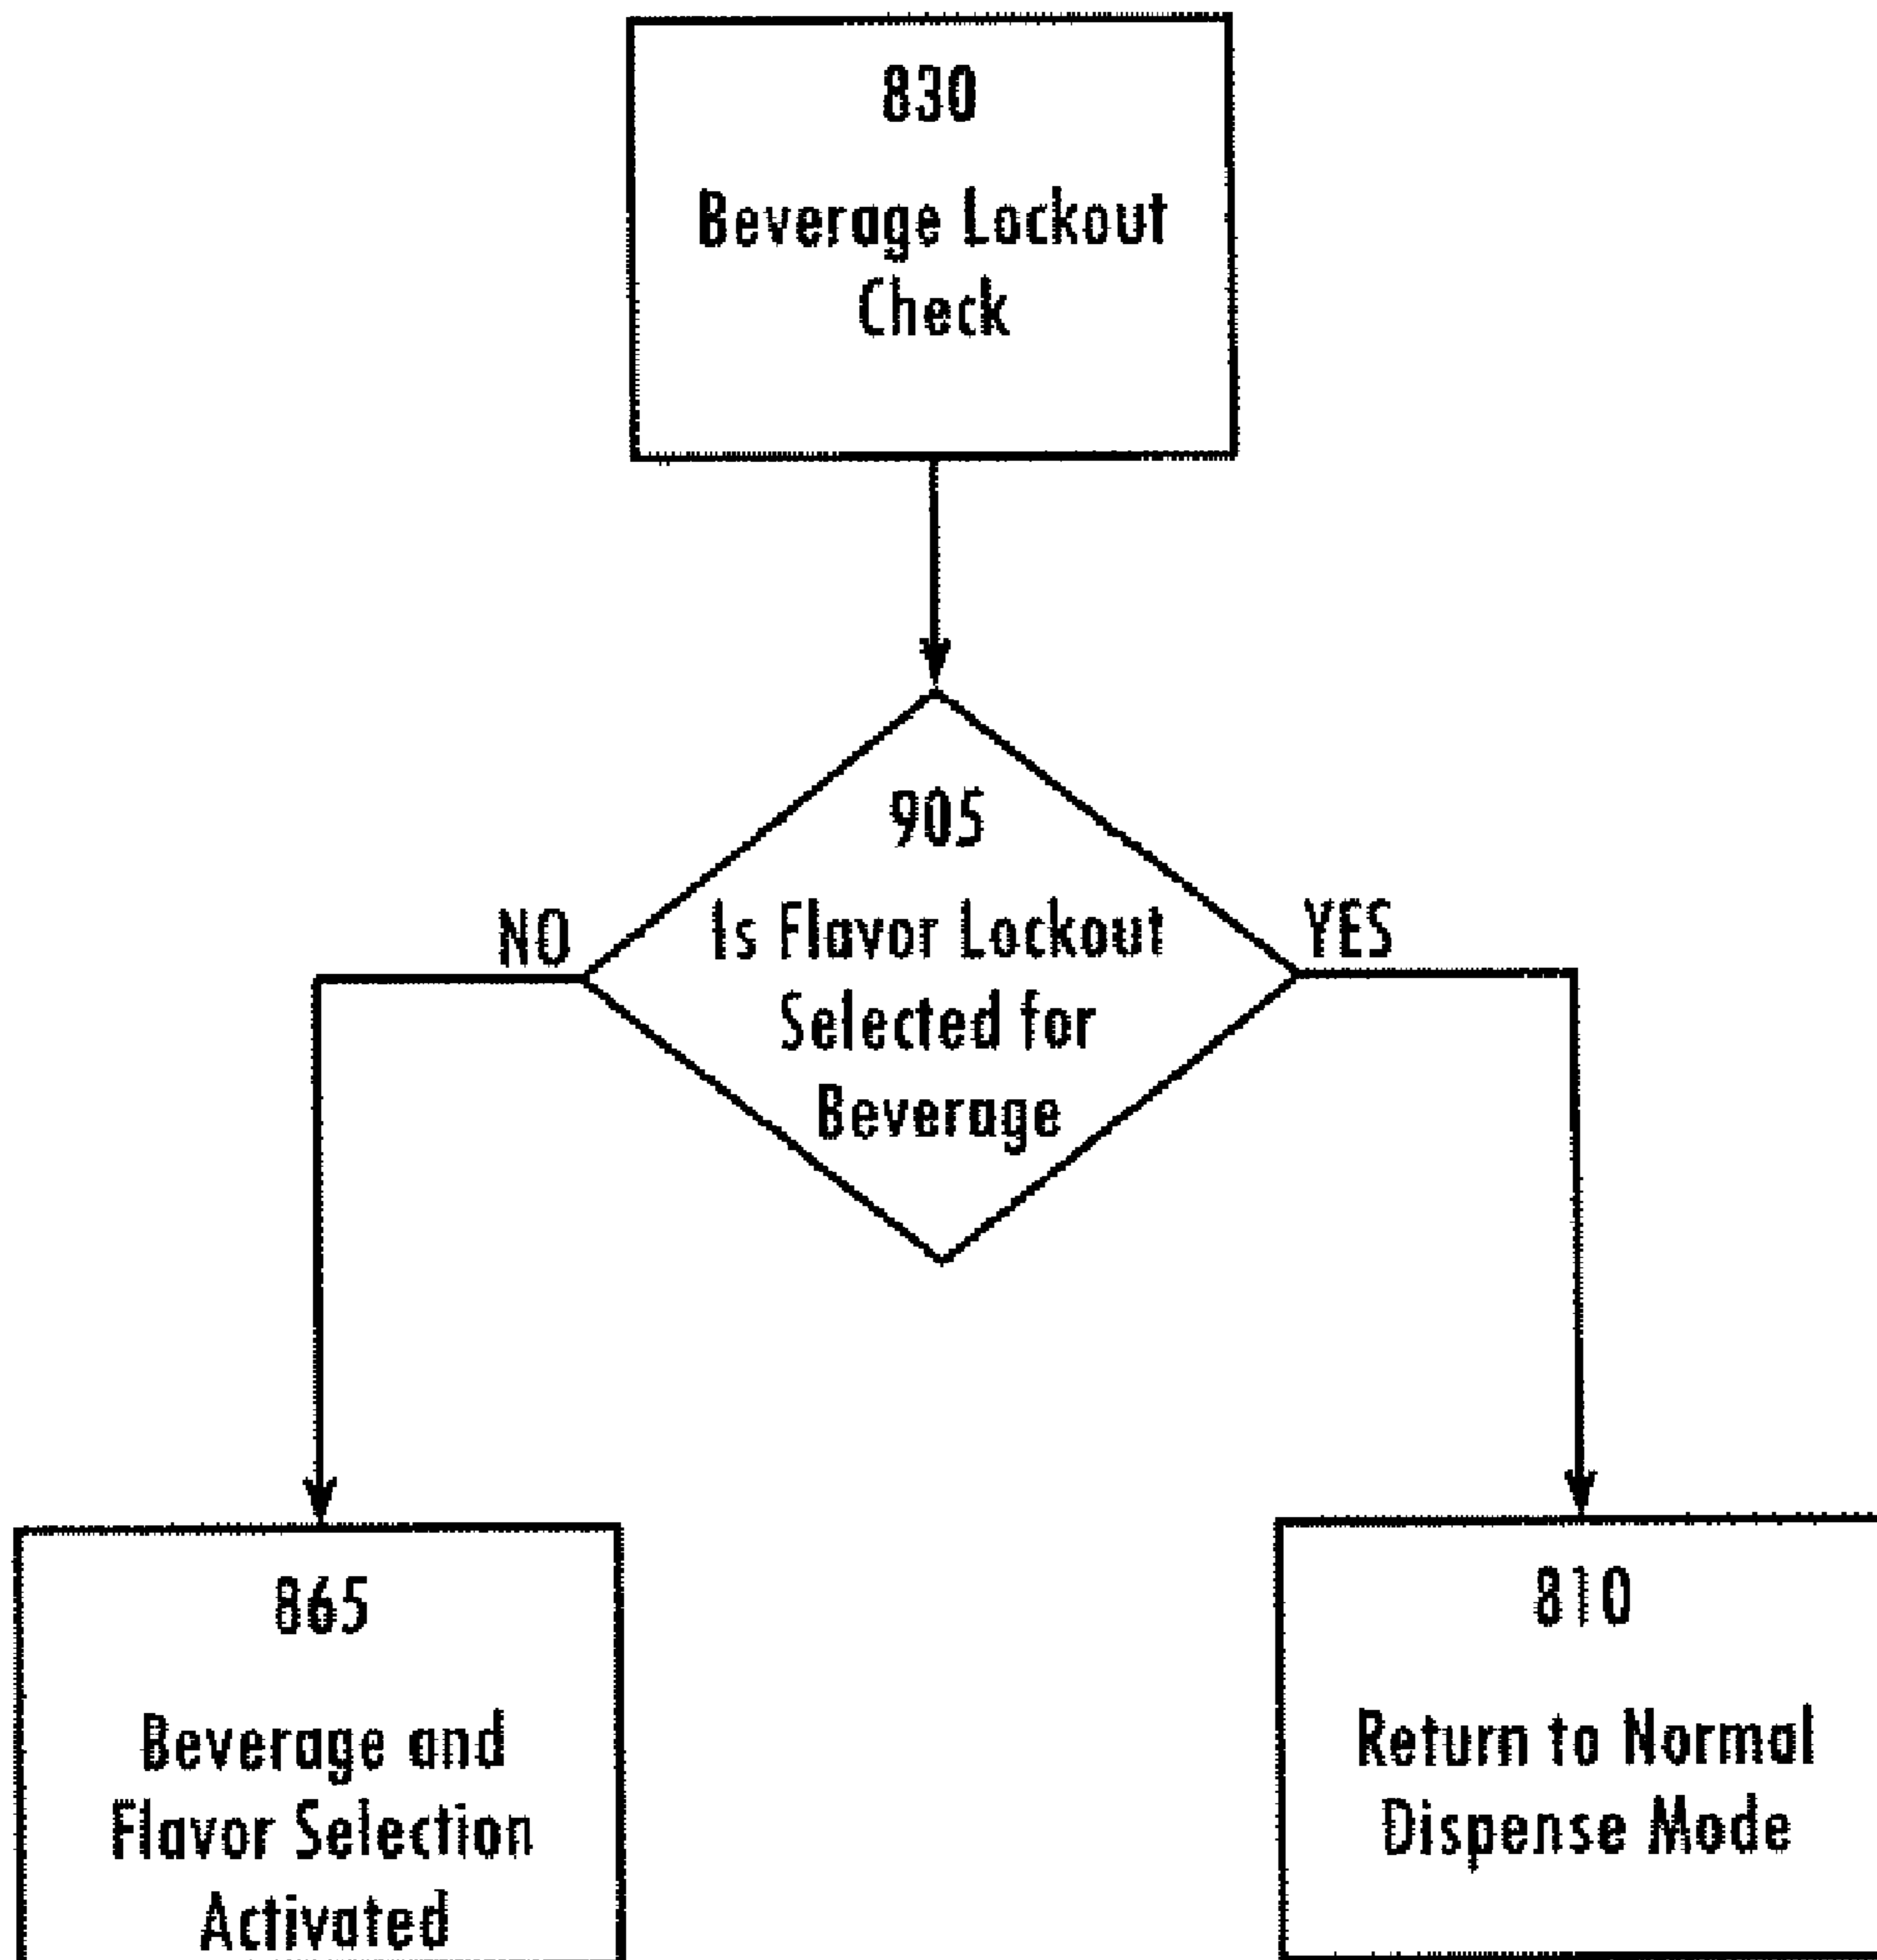 830
Beverage Lockout
Check
905
NO
Is Flavor Lockout
YES
Selected for
Beverage
865
Beverage and
Flavor Selection
Activated
810
Return to Normal
Dispense Mode